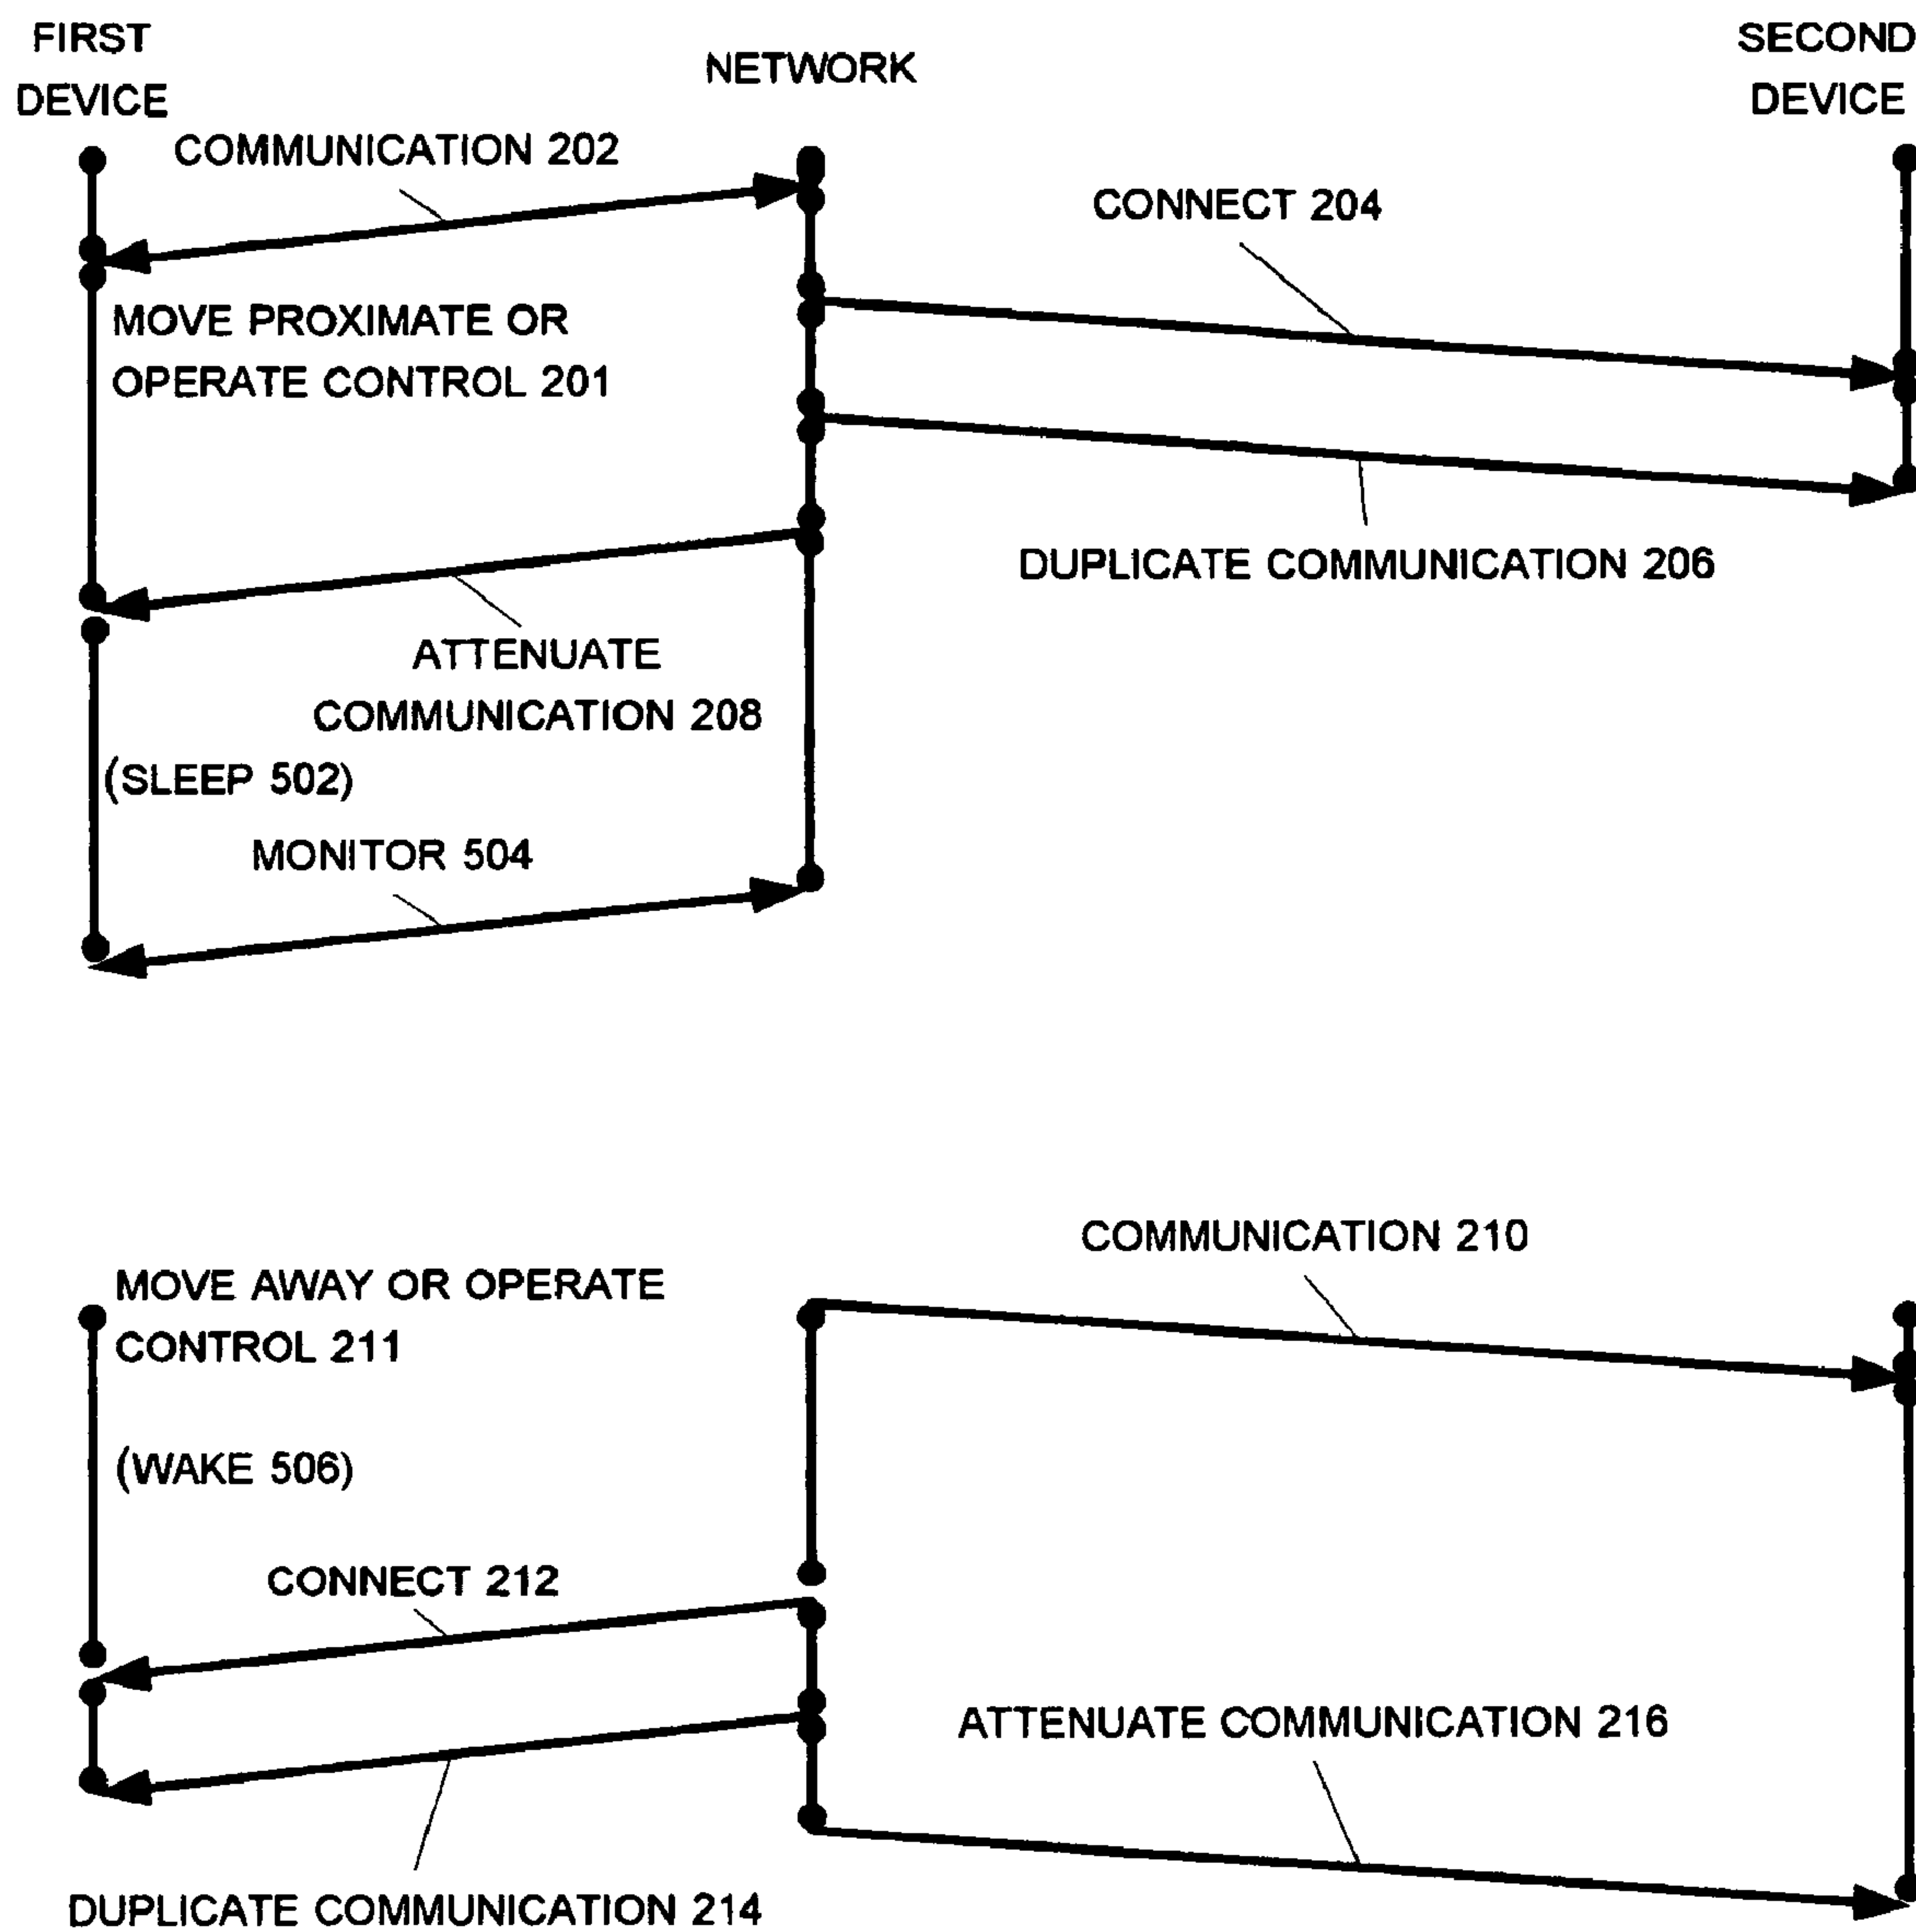 FIRST
DEVICE
NETWORK
SECOND
DEVICE
COMMUNICATION 202
CONNECT 204
MOVE PROXIMATE OR
OPERATE CONTROL 201
DUPLICATE COMMUNICATION 206
ATTENUATE
COMMUNICATION 208
(SLEEP 502)
MONITOR 504
COMMUNICATION 210
MOVE AWAY OR OPERATE
CONTROL 211
(WAKE 506)
CONNECT 212
ATTENUATE COMMUNICATION 216
DUPLICATE COMMUNICATION 214